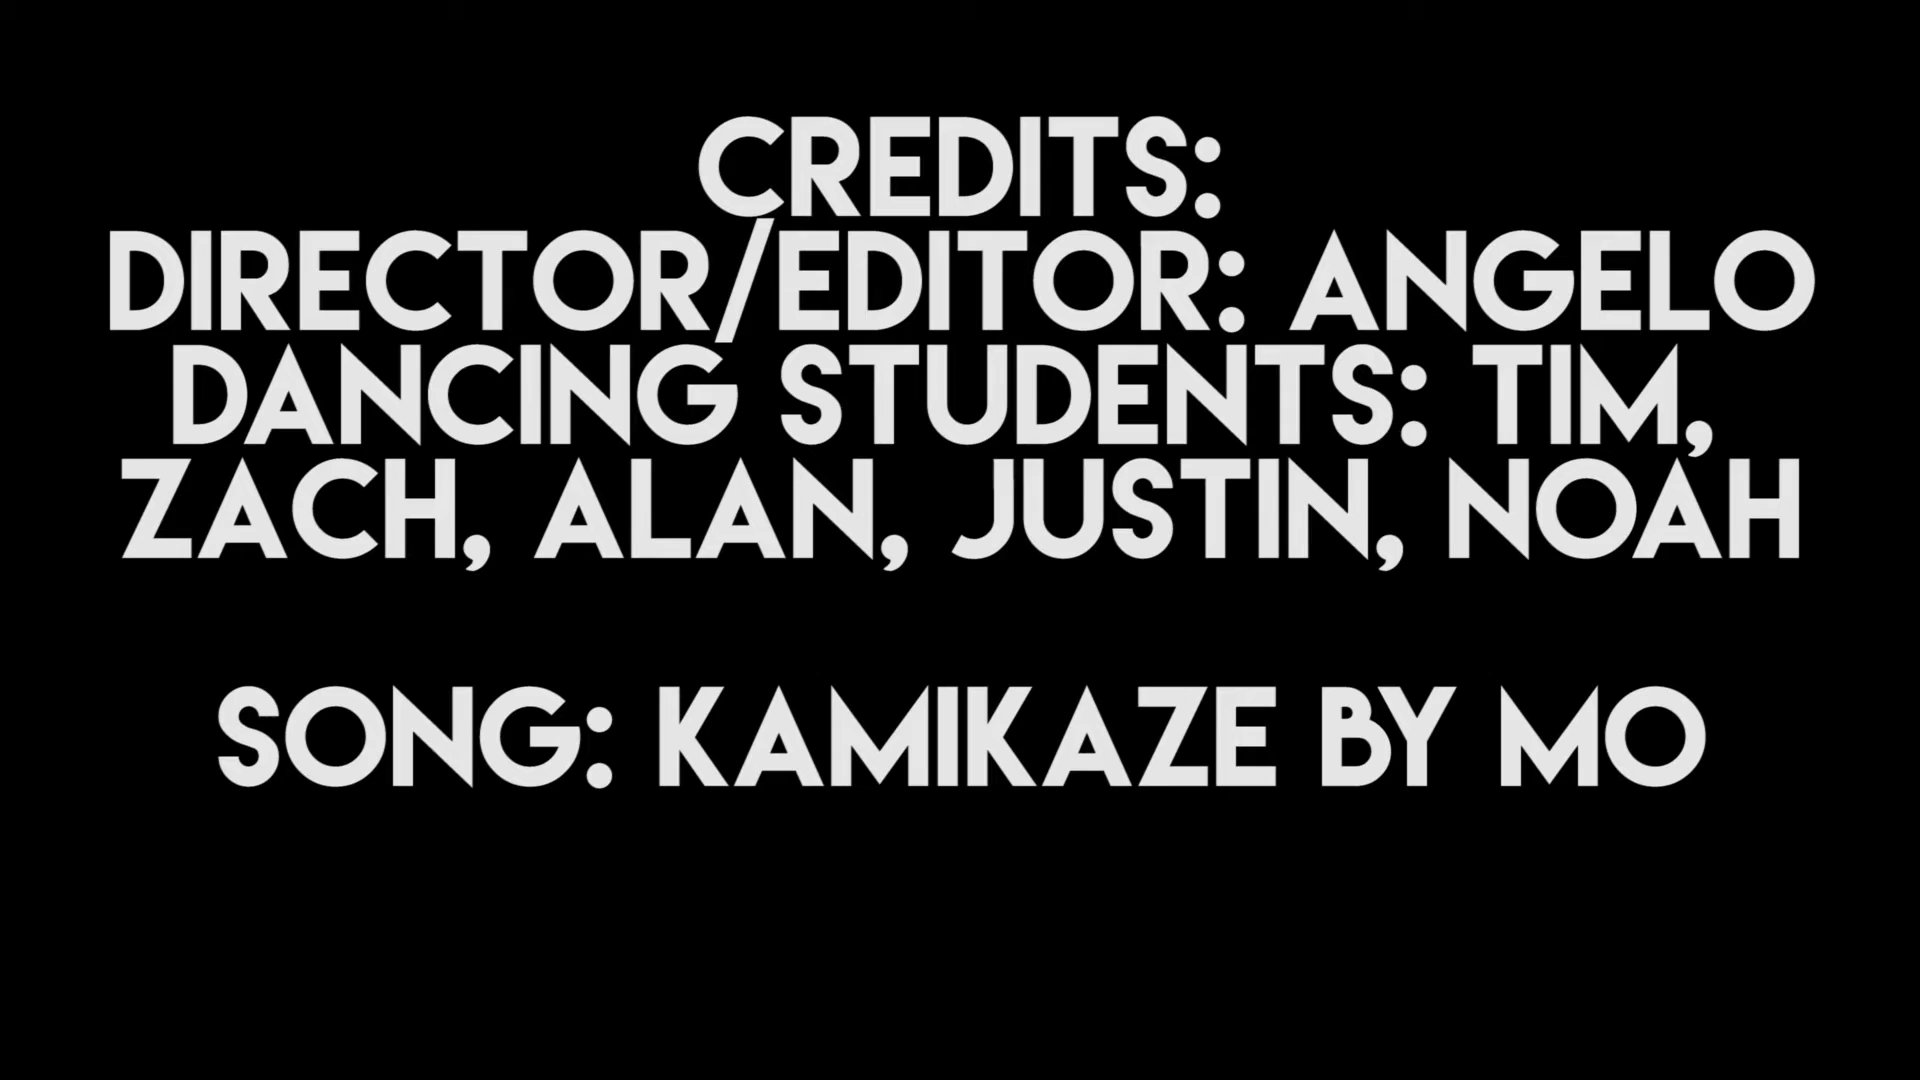 CREDITS:
DIRECTOR/EDITOR: ANGELO
DANCING STUDENTS: TIM,
ZACH, ALAN, JUSTIN, NOAH
SONG: KAMIKAZE BY MO